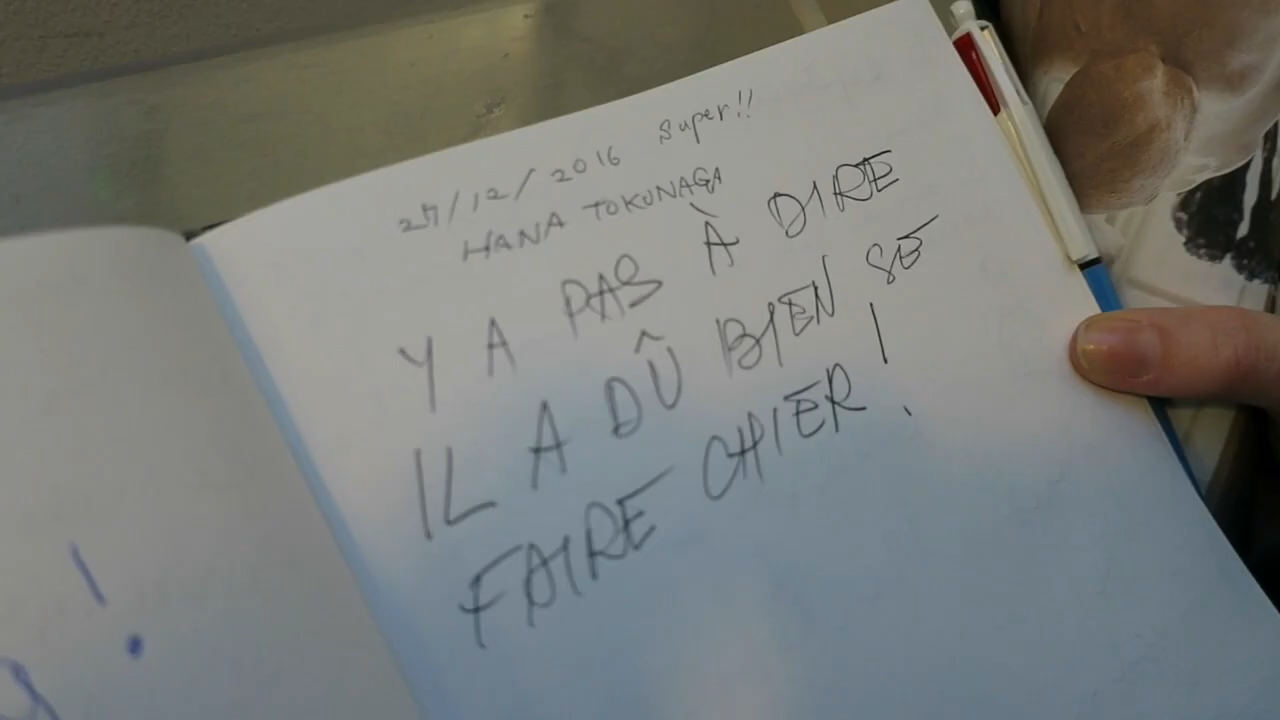 27/12/2016 Super!!
HANA TOKUNAGA
Y A PAS À DIRE
IL A DÛ BIEN SE
FAIRE CHIER !
!